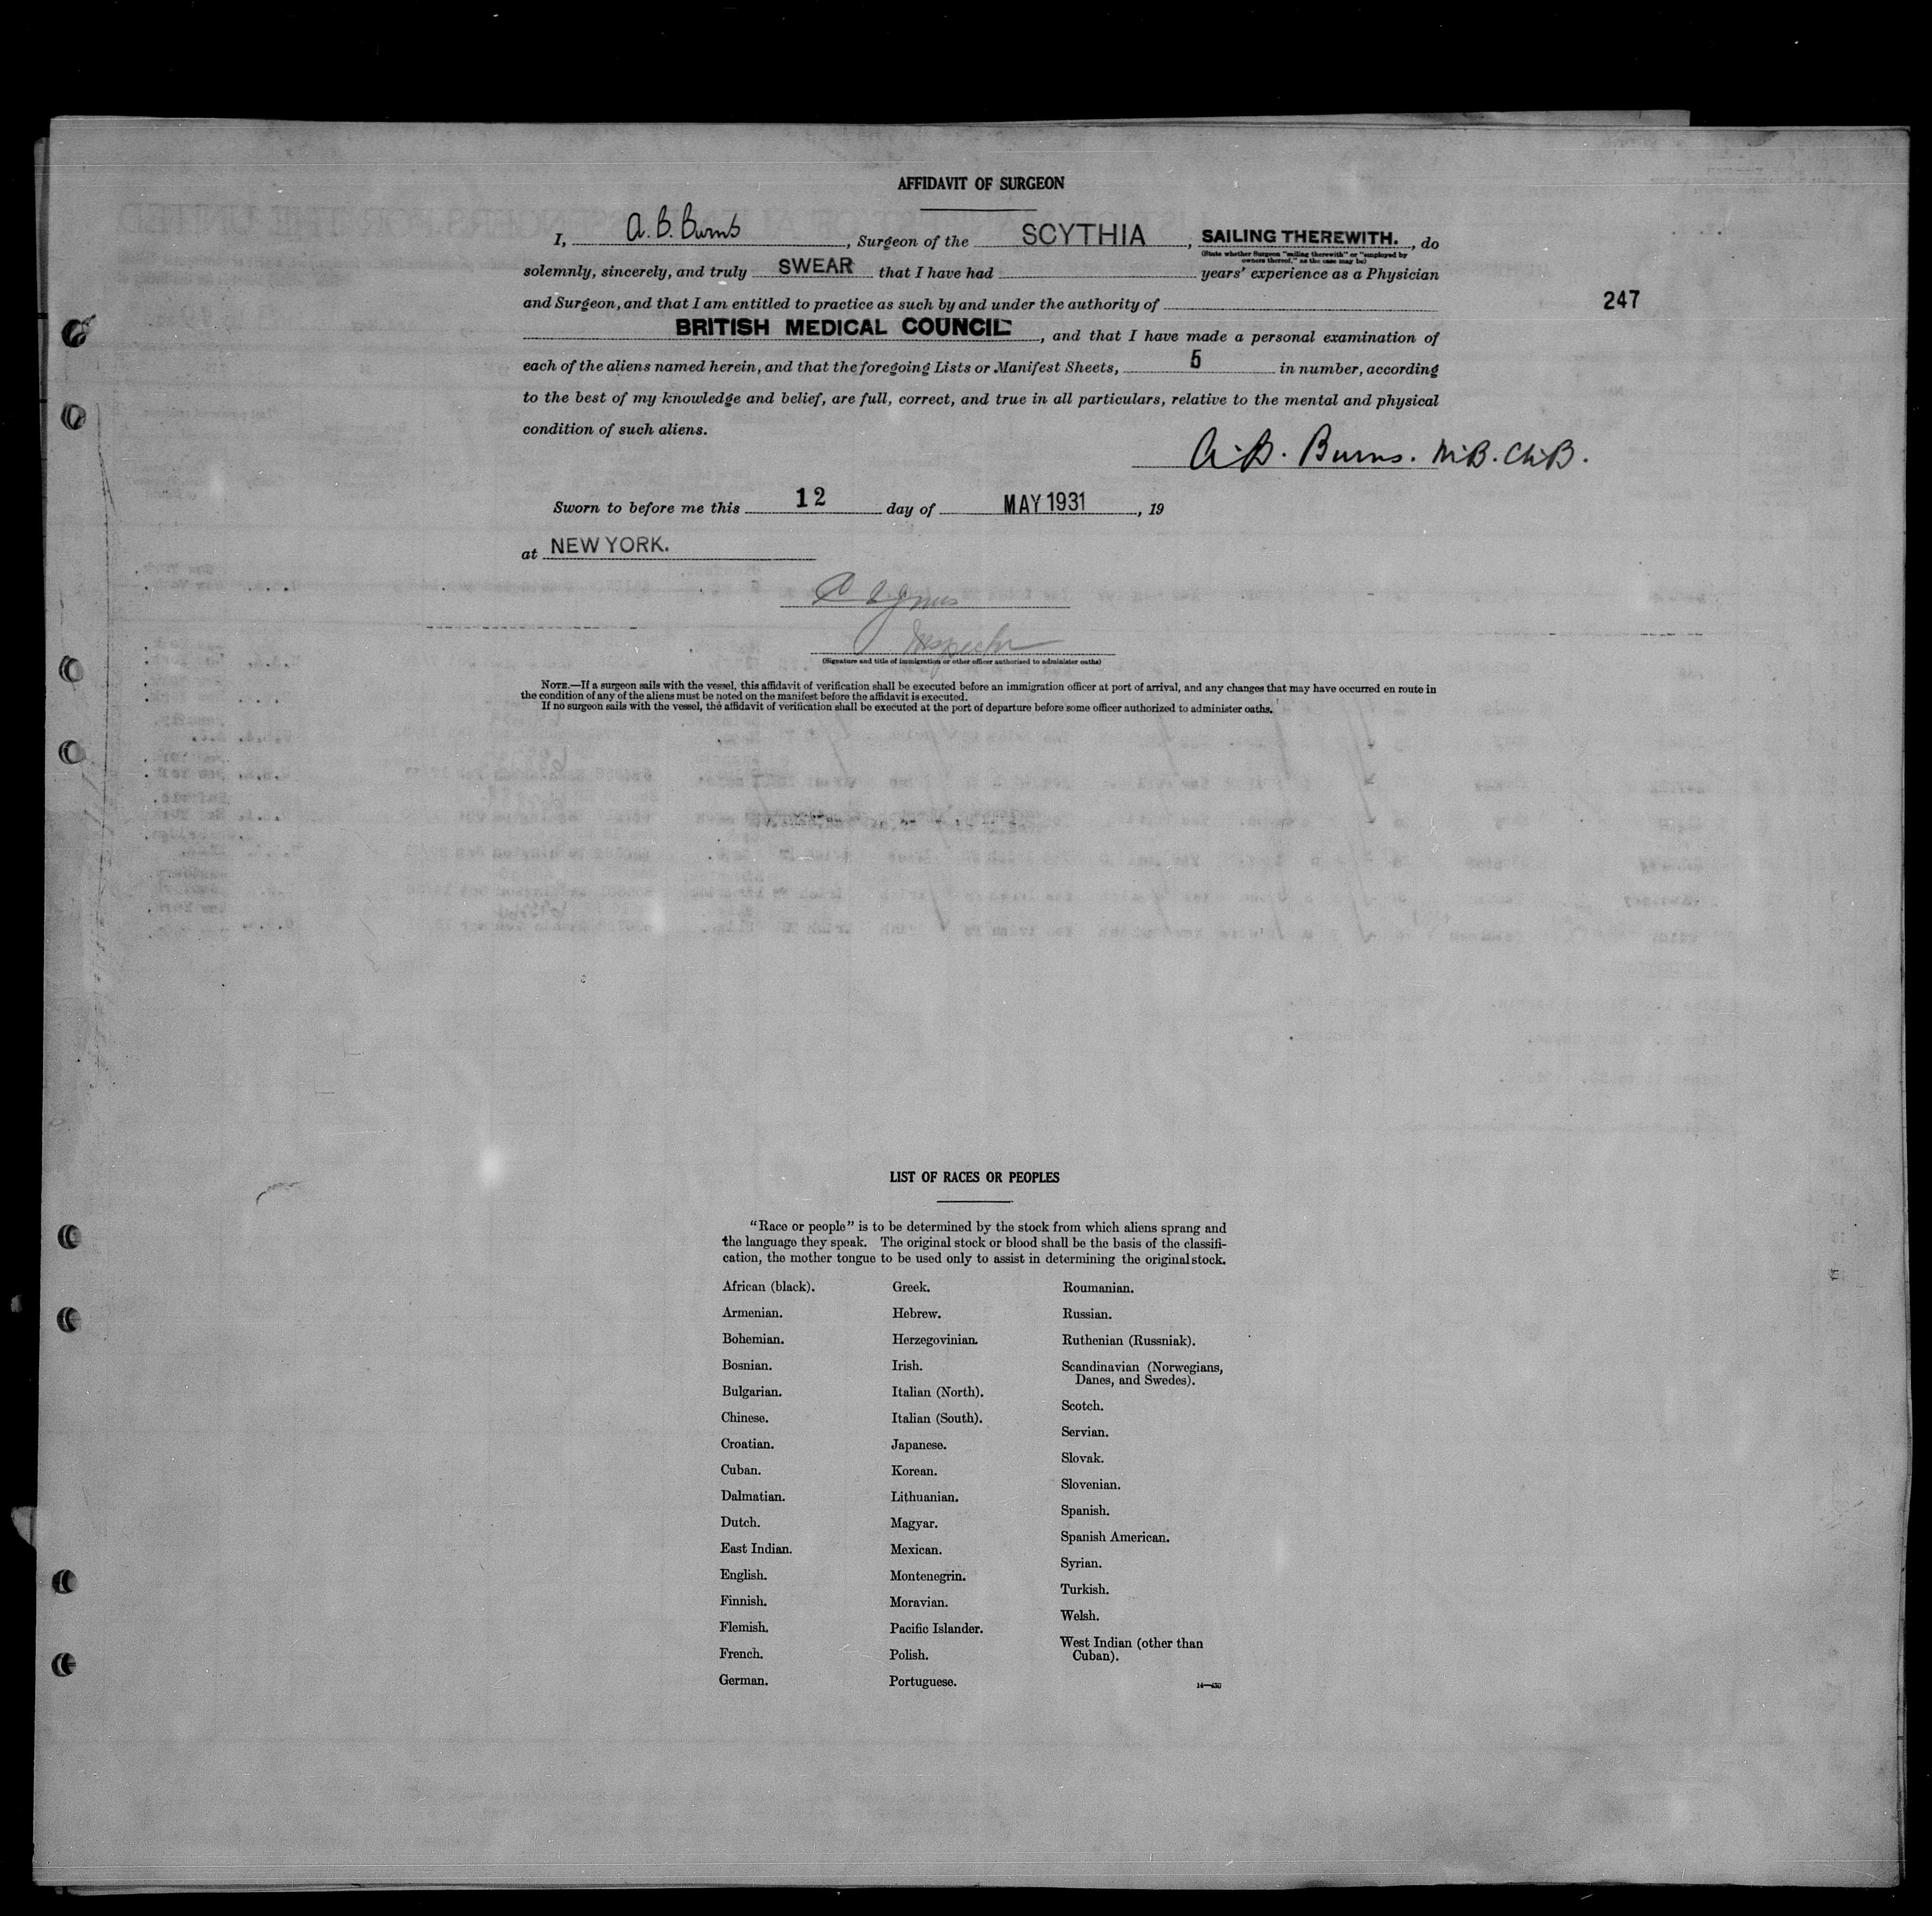 AFFIDAVIT OF SURGEON
I, A. B. Burns, Surgeon of the SCYTHIA, SAILING THEREWITH., do
(State whether Surgeon "sailing therewith" or "employed by
owners thereof," as the case may be)
solemnly, sincerely, and truly SWEAR that I have had years' experience as a Physician
and Surgeon, and that I am entitled to practice as such by and under the authority of
247
BRITISH MEDICAL COUNCIL, and that I have made a personal examination of
each of the aliens named herein, and that the foregoing Lists or Manifest Sheets, 5 in number, according
to the best of my knowledge and belief, are full, correct, and true in all particulars, relative to the mental and physical
condition of such aliens.
A. B. Burns. M.B. Ch.B.
Sworn to before me this 12 day of MAY 1931, 19
at NEW YORK.
Inspector
(Signature and title of immigration or other officer authorized to administer oaths)
NOTE.—If a surgeon sails with the vessel, this affidavit of verification shall be executed before an immigration officer at port of arrival, and any changes that may have occurred en route in
the condition of any of the aliens must be noted on the manifest before the affidavit is executed.
If no surgeon sails with the vessel, the affidavit of verification shall be executed at the port of departure before some officer authorized to administer oaths.
LIST OF RACES OR PEOPLES
"Race or people" is to be determined by the stock from which aliens sprang and
the language they speak. The original stock or blood shall be the basis of the classifi-
cation, the mother tongue to be used only to assist in determining the original stock.
African (black).
Armenian.
Bohemian.
Bosnian.
Bulgarian.
Chinese.
Croatian.
Cuban.
Dalmatian.
Dutch.
East Indian.
English.
Finnish.
Flemish.
French.
German.
Greek.
Hebrew.
Herzegovinian.
Irish.
Italian (North).
Italian (South).
Japanese.
Korean.
Lithuanian.
Magyar.
Mexican.
Montenegrin.
Moravian.
Pacific Islander.
Polish.
Portuguese.
Roumanian.
Russian.
Ruthenian (Russniak).
Scandinavian (Norwegians,
Danes, and Swedes).
Scotch.
Servian.
Slovak.
Slovenian.
Spanish.
Spanish American.
Syrian.
Turkish.
Welsh.
West Indian (other than
Cuban).